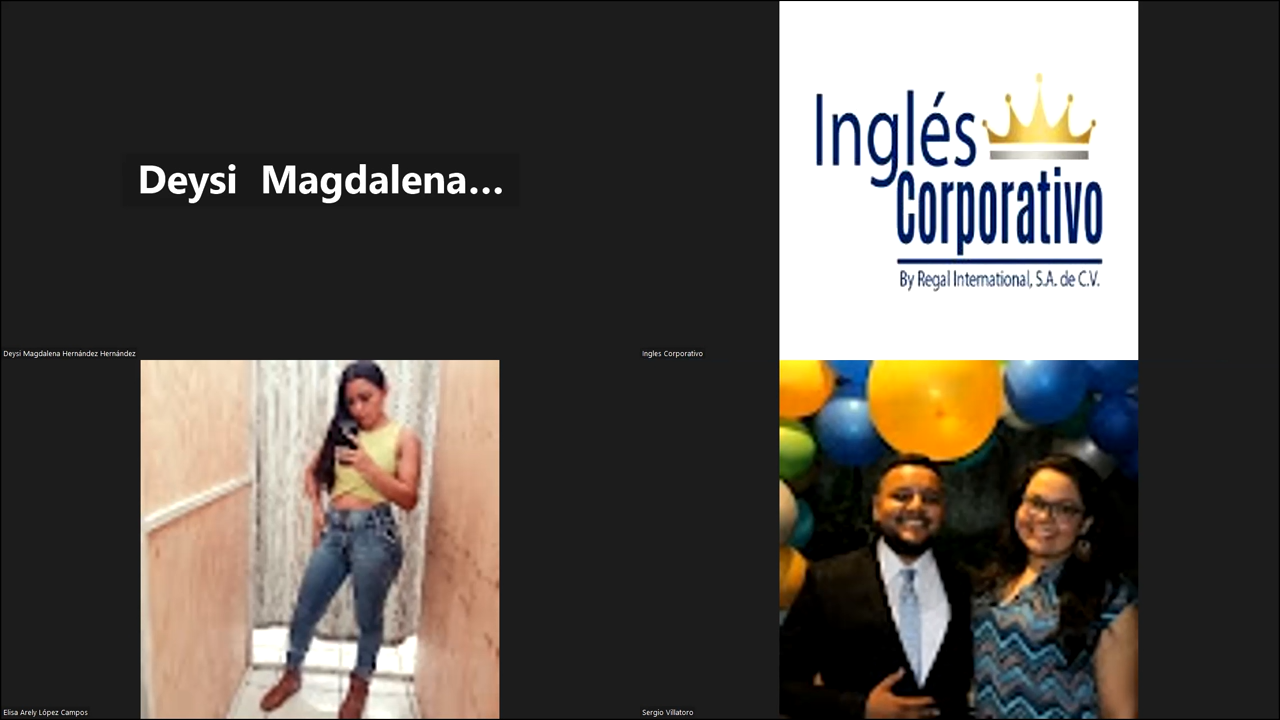 Deysi Magdalena...
Inglés
Corporativo
By Regal International, S.A. de C.V.
Deysi Magdalena Hernández Hernández
Ingles Corporativo
Elisa Arely López Campos
Sergio Villatoro